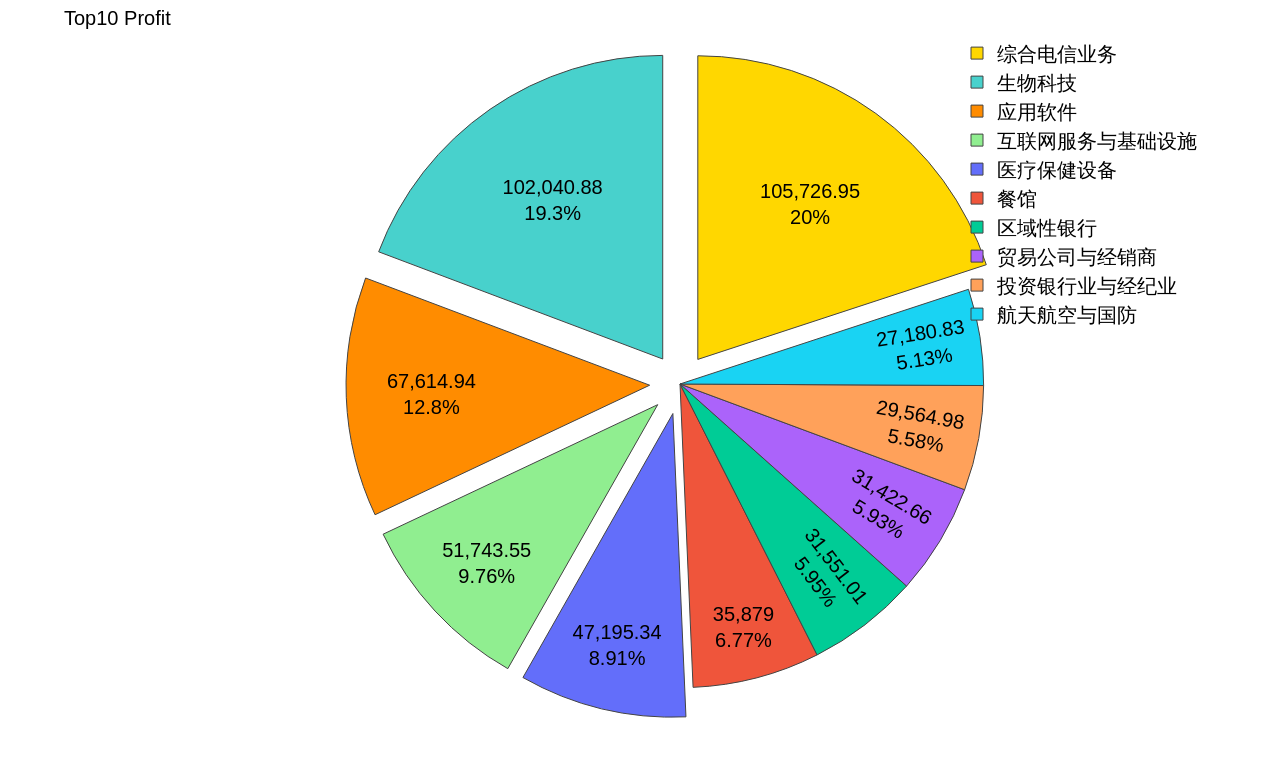 Top10 Profit
综合电信业务
生物科技
应用软件
互联网服务与基础设施
医疗保健设备
餐馆
区域性银行
贸易公司与经销商
投资银行业与经纪业
航天航空与国防
105,726.95
20%
102,040.88
19.3%
67,614.94
12.8%
51,743.55
9.76%
47,195.34
8.91%
35,879
6.77%
31,551.01
5.95%
31,422.66
5.93%
29,564.98
5.58%
27,180.83
5.13%